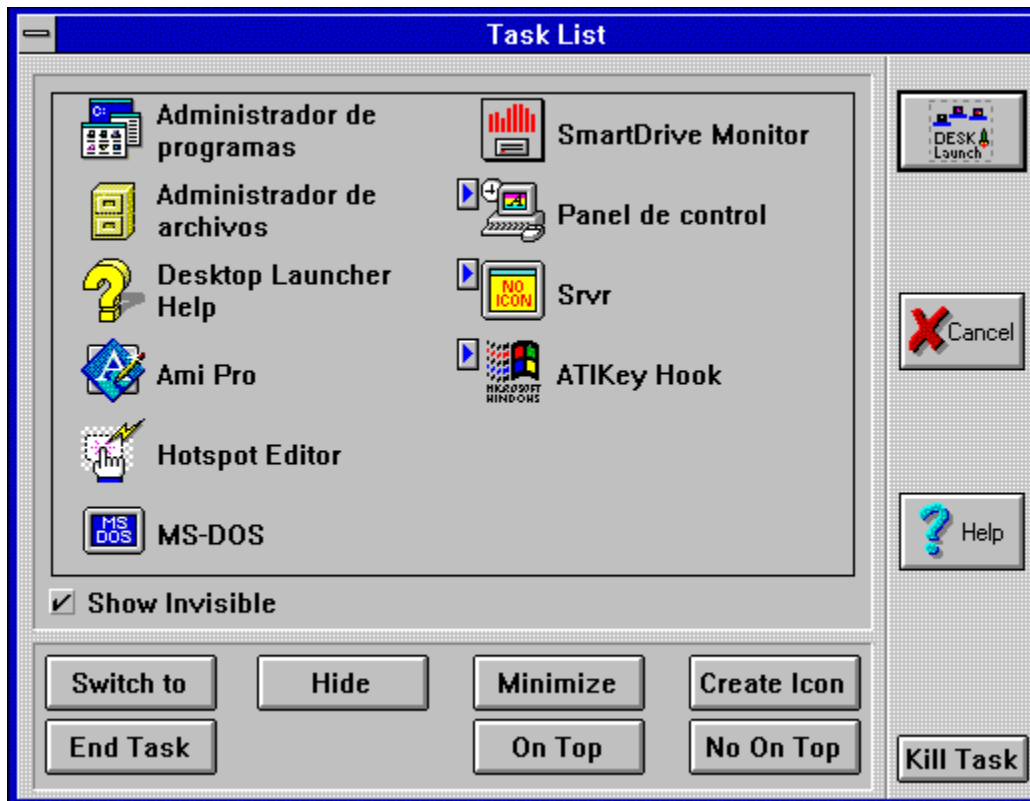 Task List
Administrador de
programas
Administrador de
archivos
Desktop Launcher
Help
Ami Pro
Hotspot Editor
MS
DOS
MS-DOS
SmartDrive Monitor
Panel de control
NO
ICON
Srvr
MICROSOFT
WINDOWS
ATIKey Hook
Show Invisible
Switch to
Hide
Minimize
Create Icon
End Task
On Top
No On Top
DESK
Launch
Cancel
Help
Kill Task